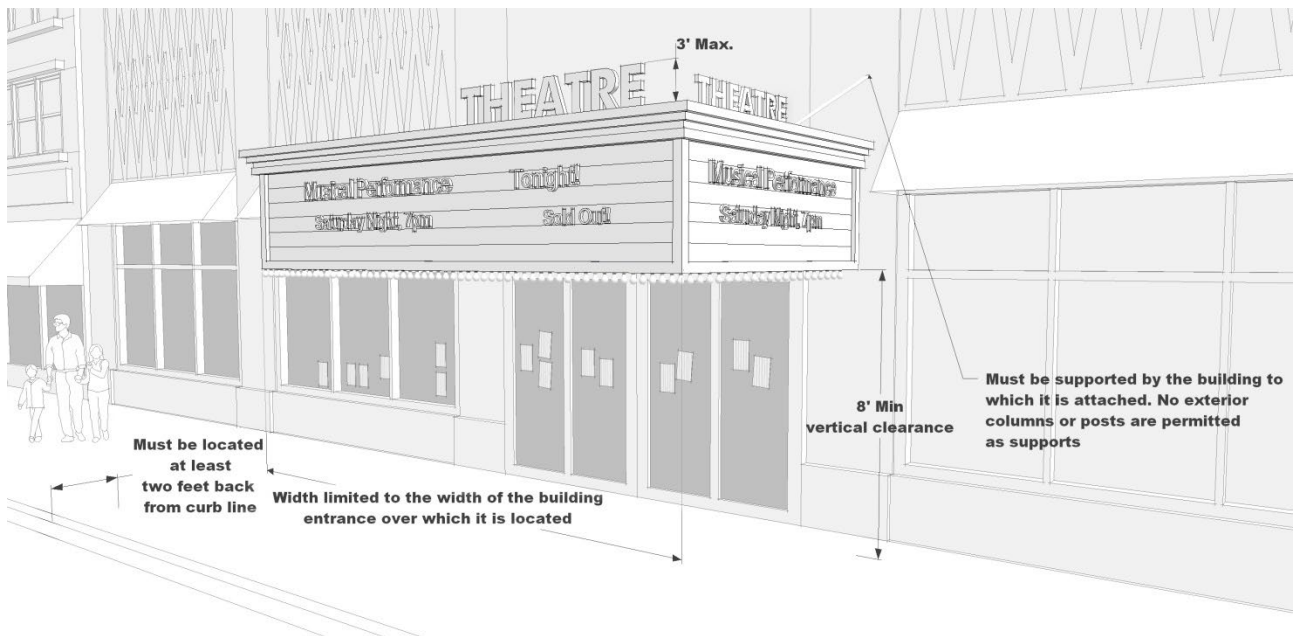 3' Max.
THEATRE
THEATRE
Musical Performance
Tonight!
Saturday Night, 7pm
Sold Out!
Musical Performance
Saturday Night, 7pm
Must be supported by the building to
which it is attached. No exterior
columns or posts are permitted
as supports
8' Min
vertical clearance
Must be located
at least
two feet back
from curb line
Width limited to the width of the building
entrance over which it is located